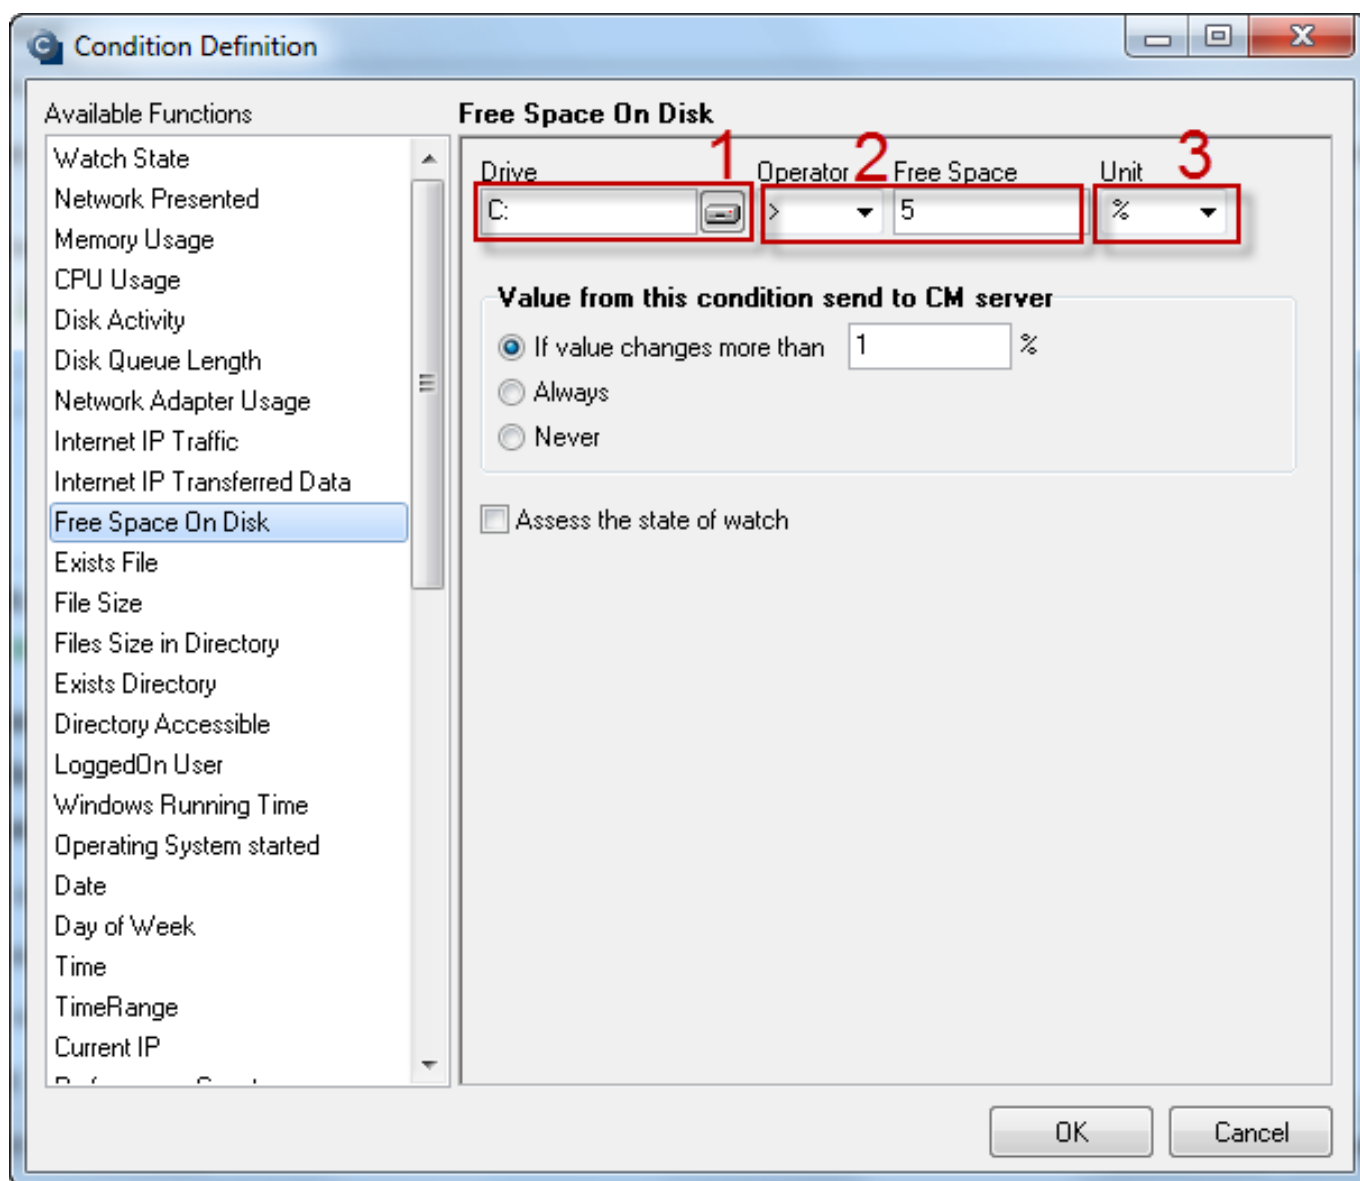 Condition Definition
Available Functions
Watch State
Network Presented
Memory Usage
CPU Usage
Disk Activity
Disk Queue Length
Network Adapter Usage
Internet IP Traffic
Internet IP Transferred Data
Free Space On Disk
Exists File
File Size
Files Size in Directory
Exists Directory
Directory Accessible
LoggedOn User
Windows Running Time
Operating System started
Date
Day of Week
Time
TimeRange
Current IP
Free Space On Disk
1 2 3
Drive Operator Free Space Unit
C: > 5 %
Value from this condition send to CM server
If value changes more than 1 %
Always
Never
Assess the state of watch
OK Cancel